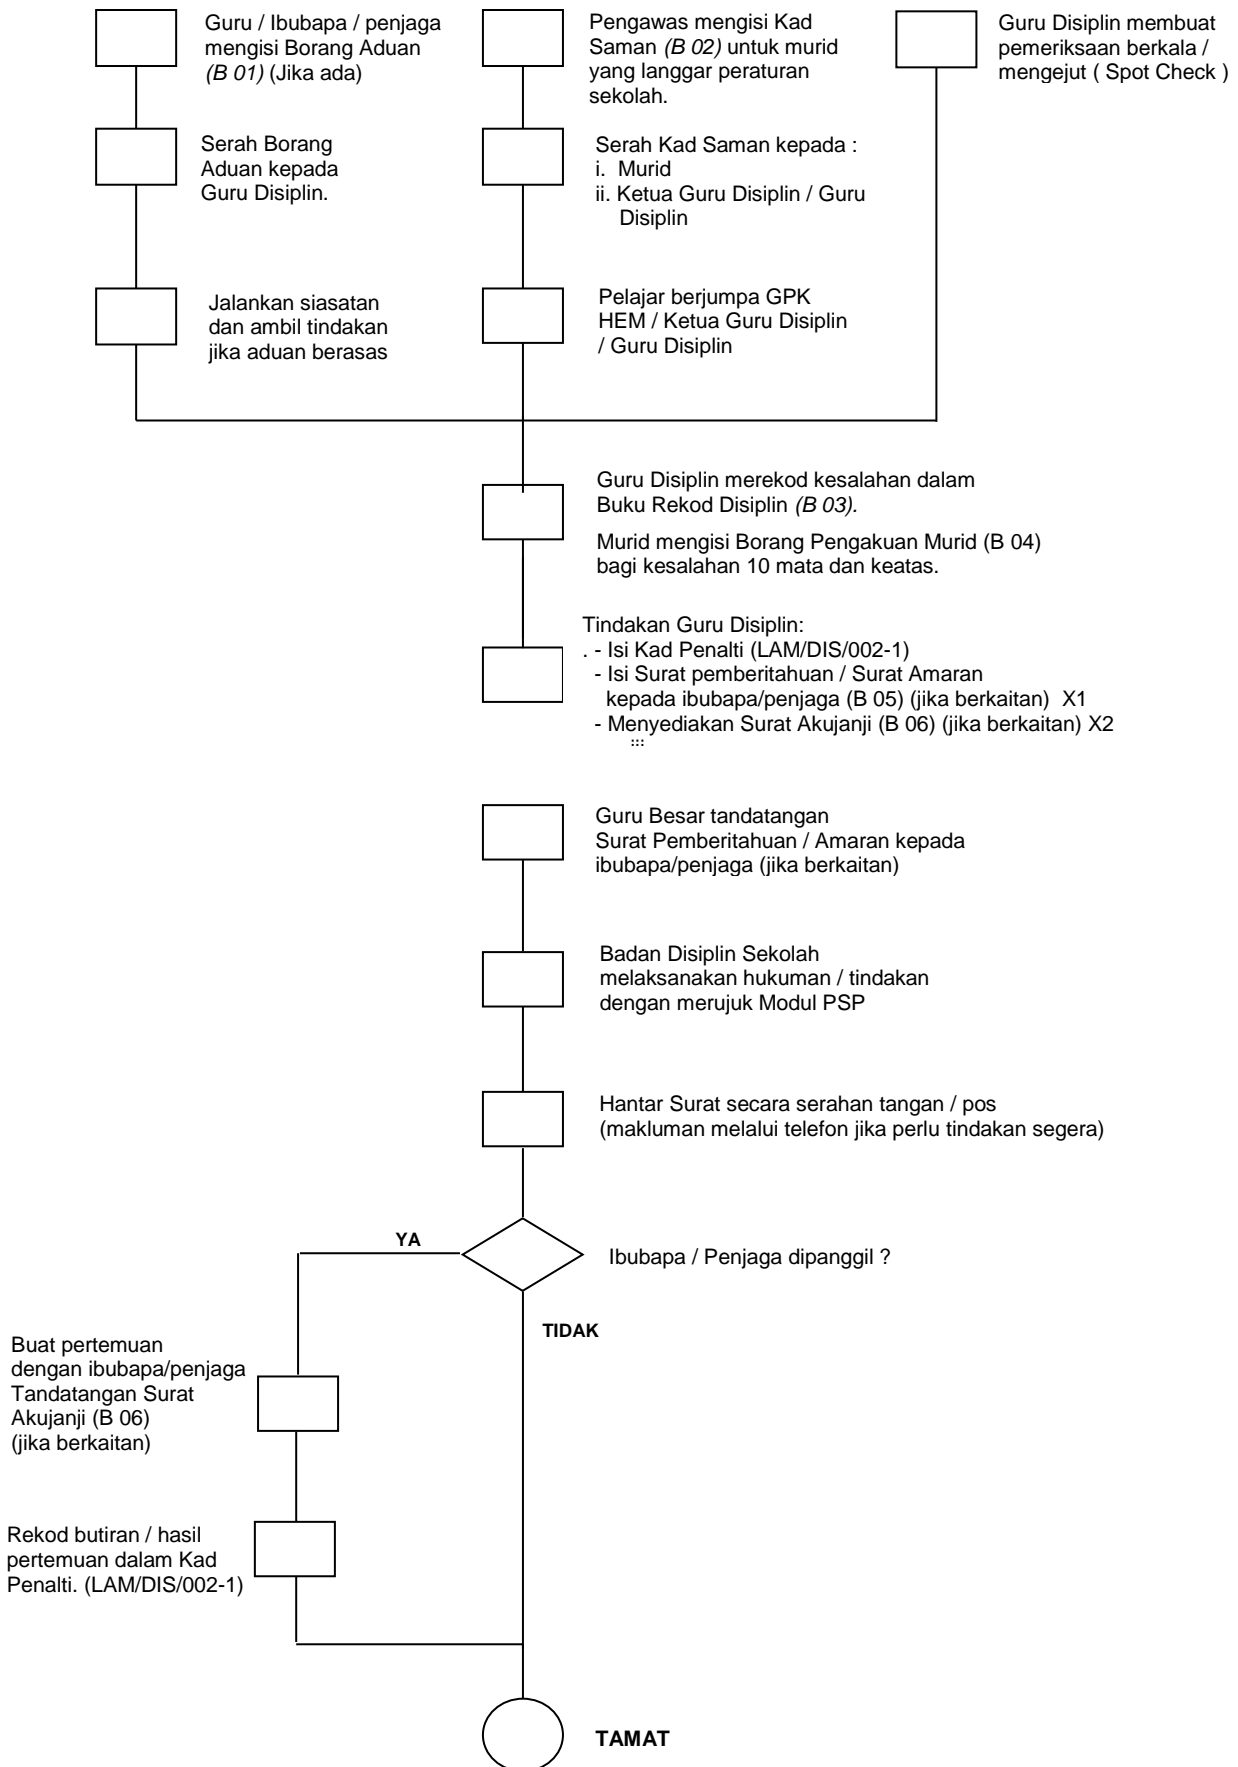 Guru / Ibubapa / penjaga
mengisi Borang Aduan
(B 01) (Jika ada)
Pengawas mengisi Kad
Saman (B 02) untuk murid
yang langgar peraturan
sekolah.
Guru Disiplin membuat
pemeriksaan berkala /
mengejut ( Spot Check )
Serah Borang
Aduan kepada
Guru Disiplin.
Serah Kad Saman kepada :
i. Murid
ii. Ketua Guru Disiplin / Guru
Disiplin
Jalankan siasatan
dan ambil tindakan
jika aduan berasas
Pelajar berjumpa GPK
HEM / Ketua Guru Disiplin
/ Guru Disiplin
Guru Disiplin merekod kesalahan dalam
Buku Rekod Disiplin (B 03).
Murid mengisi Borang Pengakuan Murid (B 04)
bagi kesalahan 10 mata dan keatas.
Tindakan Guru Disiplin:
. - Isi Kad Penalti (LAM/DIS/002-1)
- Isi Surat pemberitahuan / Surat Amaran
kepada ibubapa/penjaga (B 05) (jika berkaitan) X1
- Menyediakan Surat Akujanji (B 06) (jika berkaitan) X2
Guru Besar tandatangan
Surat Pemberitahuan / Amaran kepada
ibubapa/penjaga (jika berkaitan)
Badan Disiplin Sekolah
melaksanakan hukuman / tindakan
dengan merujuk Modul PSP
Hantar Surat secara serahan tangan / pos
(makluman melalui telefon jika perlu tindakan segera)
YA
Ibubapa / Penjaga dipanggil ?
TIDAK
Buat pertemuan
dengan ibubapa/penjaga
Tandatangan Surat
Akujanji (B 06)
(jika berkaitan)
Rekod butiran / hasil
pertemuan dalam Kad
Penalti. (LAM/DIS/002-1)
TAMAT